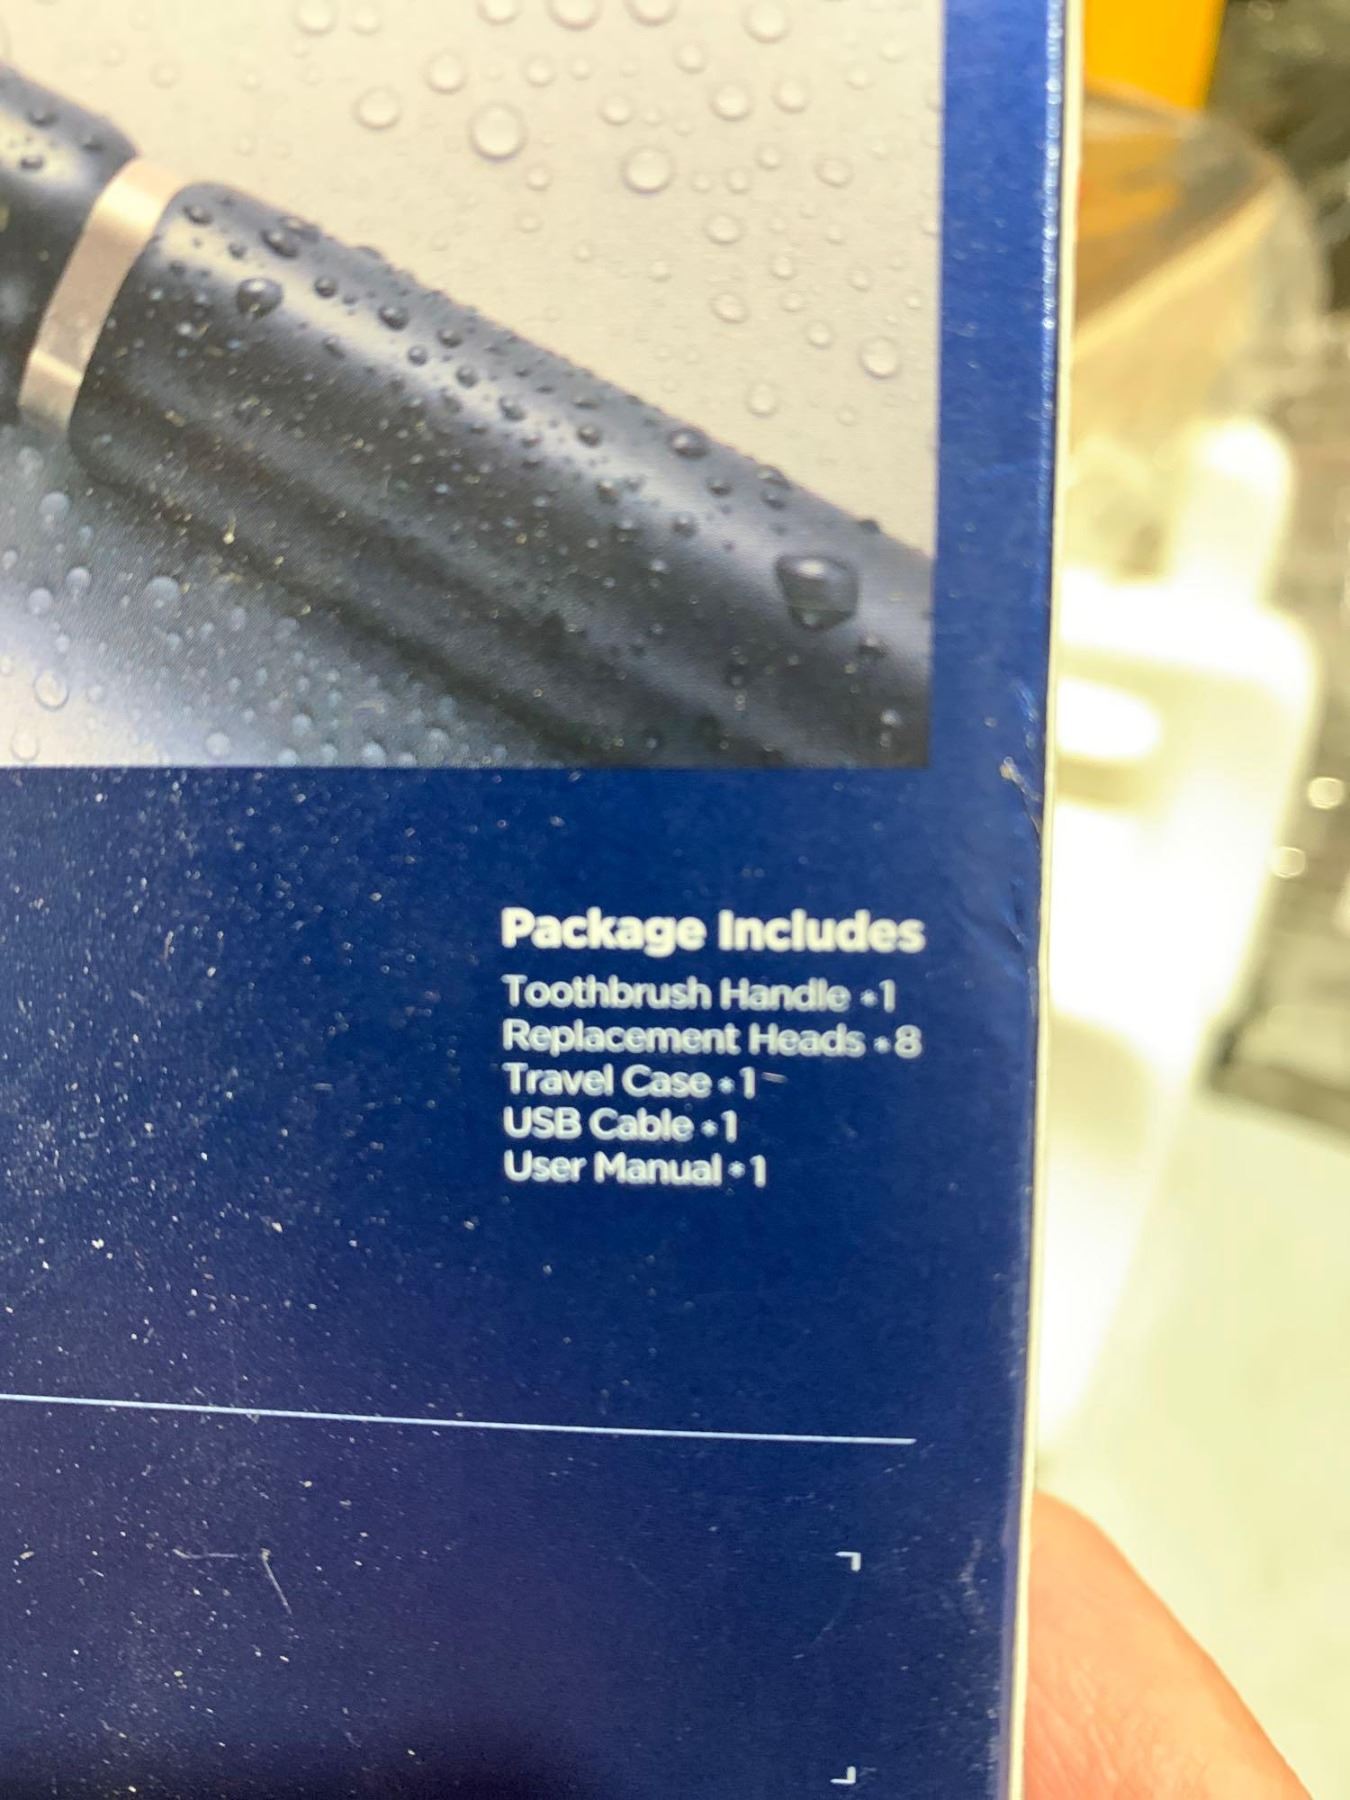 Package Includes
Toothbrush Handle *1
Replacement Heads *8
Travel Case *1
USB Cable *1
User Manual *1